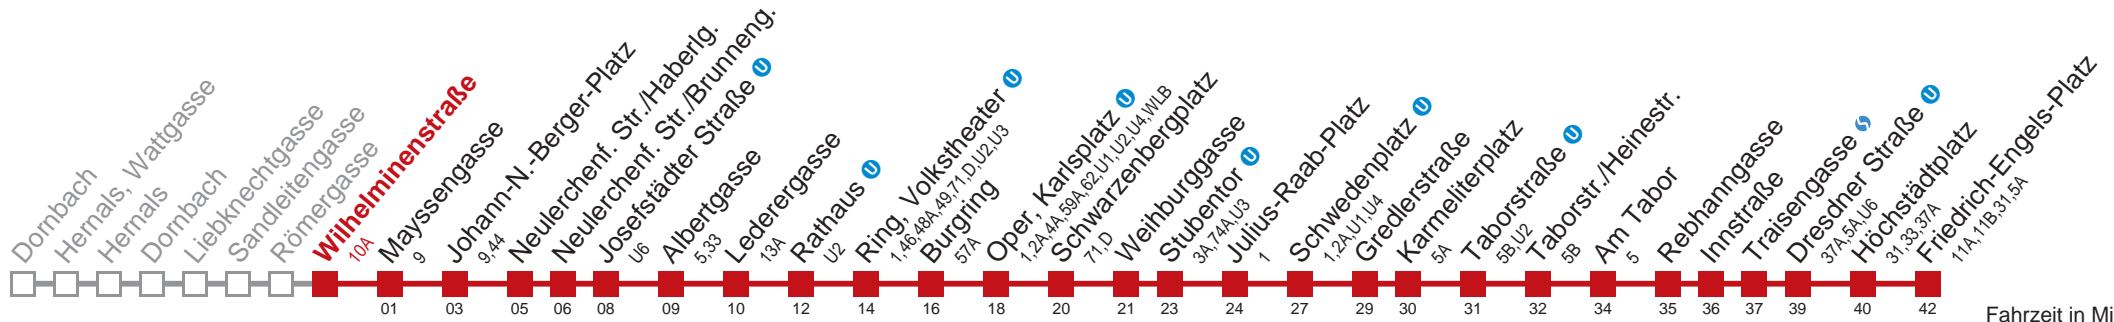 Dornbach
Hernals, Wattgasse
Hernals
Dornbach
Liebknechtgasse
Sandleitengasse
Römergasse
Wilhelminenstraße
10A
Mayssengasse
9
Johann-N.-Berger-Platz
9,44
Neulerchenf. Str./Haberlg.
Neulerchenf. Str./Brunneng.
Josefstädter Straße U
U6
Albertgasse
5,33
Lederergasse
13A
Rathaus U
U2
Ring, Volkstheater U
1,46,48A,49,71,D,U2,U3
Burgring
57A
Oper, Karlsplatz U
1,2A,4A,59A,62,U1,U2,U4,WLB
Schwarzenbergplatz
71,D
Weihburggasse
Stubentor U
3A,74A,U3
Julius-Raab-Platz
1
Schwedenplatz U
1,2A,U1,U4
Gredlerstraße
Karmeliterplatz
5A
Taborstraße U
5B,U2
Taborstr./Heinestr.
5B
Am Tabor
5
Rebhanngasse
Innstraße
Traisengasse S
Dresdner Straße U
37A,5A,U6
Höchstädtplatz
31,33,37A
Friedrich-Engels-Platz
11A,11B,31,5A
01 03 05 06 08 09 10 12 14 16 18 20 21 23 24 27 29 30 31 32 34 35 36 37 39 40 42
Fahrzeit in Mi